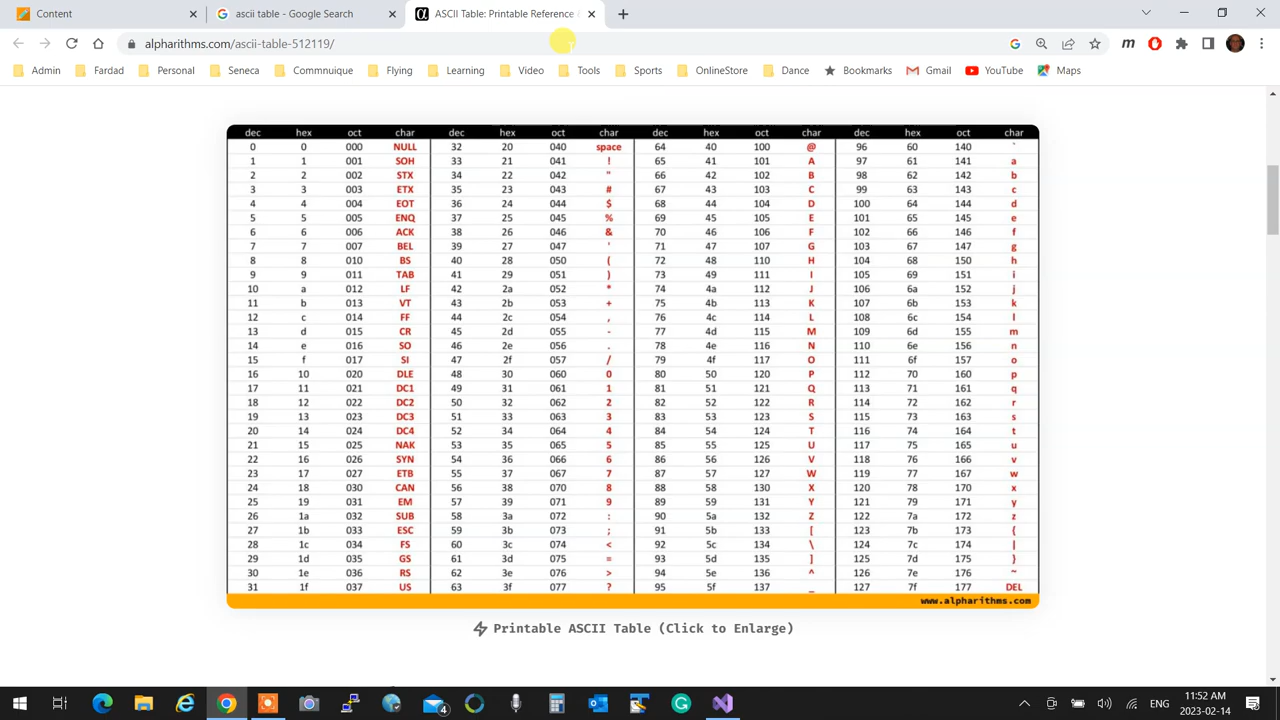 Content
ascii table - Google Search
ASCII Table: Printable Reference
alpharithms.com/ascii-table-512119/
Admin Fardad Personal Seneca Commnuique Flying Learning Video Tools Sports OnlineStore Dance Bookmarks Gmail YouTube Maps
dec hex oct char dec hex oct char dec hex oct char dec hex oct char
0 0 000 NULL 32 20 040 space 64 40 100 @ 96 60 140 `
1 1 001 SOH 33 21 041 ! 65 41 101 A 97 61 141 a
2 2 002 STX 34 22 042 " 66 42 102 B 98 62 142 b
3 3 003 ETX 35 23 043 # 67 43 103 C 99 63 143 c
4 4 004 EOT 36 24 044 $ 68 44 104 D 100 64 144 d
5 5 005 ENQ 37 25 045 % 69 45 105 E 101 65 145 e
6 6 006 ACK 38 26 046 & 70 46 106 F 102 66 146 f
7 7 007 BEL 39 27 047 ' 71 47 107 G 103 67 147 g
8 8 010 BS 40 28 050 ( 72 48 110 H 104 68 150 h
9 9 011 TAB 41 29 051 ) 73 49 111 I 105 69 151 i
10 a 012 LF 42 2a 052 * 74 4a 112 J 106 6a 152 j
11 b 013 VT 43 2b 053 + 75 4b 113 K 107 6b 153 k
12 c 014 FF 44 2c 054 , 76 4c 114 L 108 6c 154 l
13 d 015 CR 45 2d 055 - 77 4d 115 M 109 6d 155 m
14 e 016 SO 46 2e 056 . 78 4e 116 N 110 6e 156 n
15 f 017 SI 47 2f 057 / 79 4f 117 O 111 6f 157 o
16 10 020 DLE 48 30 060 0 80 50 120 P 112 70 160 p
17 11 021 DC1 49 31 061 1 81 51 121 Q 113 71 161 q
18 12 022 DC2 50 32 062 2 82 52 122 R 114 72 162 r
19 13 023 DC3 51 33 063 3 83 53 123 S 115 73 163 s
20 14 024 DC4 52 34 064 4 84 54 124 T 116 74 164 t
21 15 025 NAK 53 35 065 5 85 55 125 U 117 75 165 u
22 16 026 SYN 54 36 066 6 86 56 126 V 118 76 166 v
23 17 027 ETB 55 37 067 7 87 57 127 W 119 77 167 w
24 18 030 CAN 56 38 070 8 88 58 130 X 120 78 170 x
25 19 031 EM 57 39 071 9 89 59 131 Y 121 79 171 y
26 1a 032 SUB 58 3a 072 : 90 5a 132 Z 122 7a 172 z
27 1b 033 ESC 59 3b 073 ; 91 5b 133 [ 123 7b 173 {
28 1c 034 FS 60 3c 074 < 92 5c 134 \ 124 7c 174 |
29 1d 035 GS 61 3d 075 = 93 5d 135 ] 125 7d 175 }
30 1e 036 RS 62 3e 076 > 94 5e 136 ^ 126 7e 176 ~
31 1f 037 US 63 3f 077 ? 95 5f 137 _ 127 7f 177 DEL
www.alpharithms.com
Printable ASCII Table (Click to Enlarge)
4
ENG
11:52 AM
2023-02-14